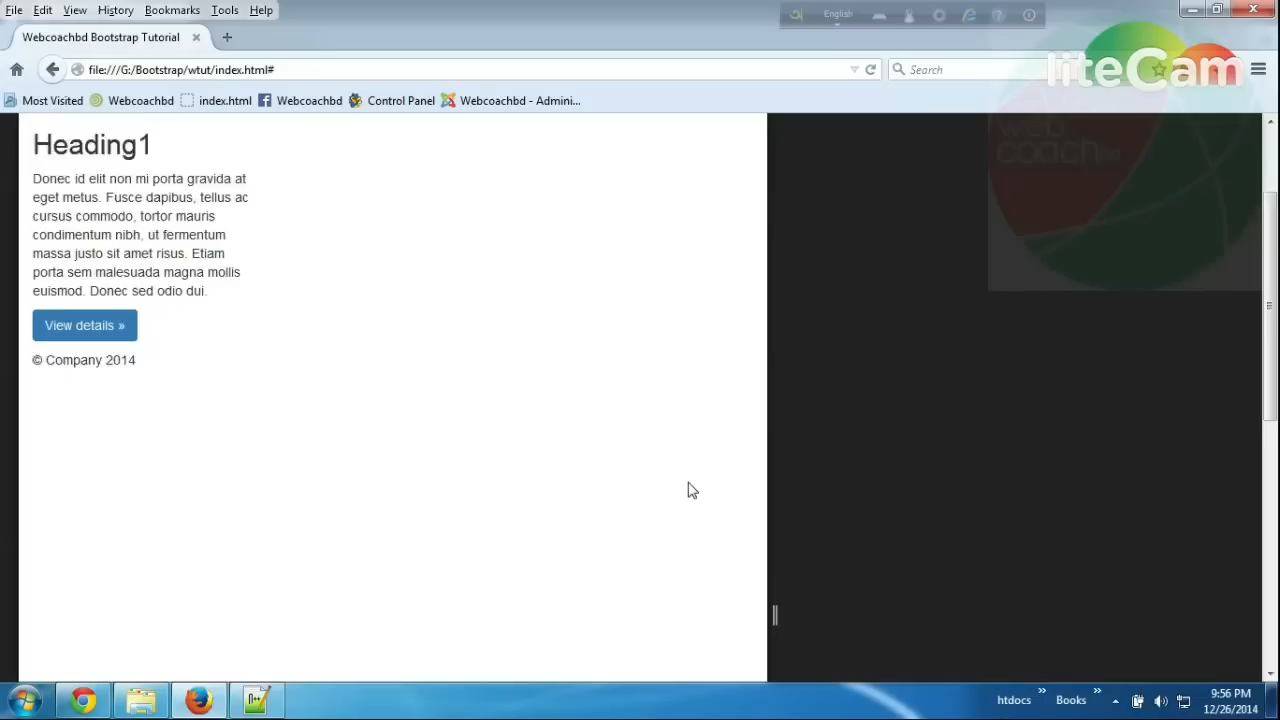 File Edit View History Bookmarks Tools Help
English
Webcoachbd Bootstrap Tutorial
file:///G:/Bootstrap/wtut/index.html#
Search
liteCam
Most Visited Webcoachbd index.html Webcoachbd Control Panel Webcoachbd - Admini...
web
coach
Heading1
Donec id elit non mi porta gravida at
eget metus. Fusce dapibus, tellus ac
cursus commodo, tortor mauris
condimentum nibh, ut fermentum
massa justo sit amet risus. Etiam
porta sem malesuada magna mollis
euismod. Donec sed odio dui.
View details »
© Company 2014
htdocs » Books »
9:56 PM
12/26/2014